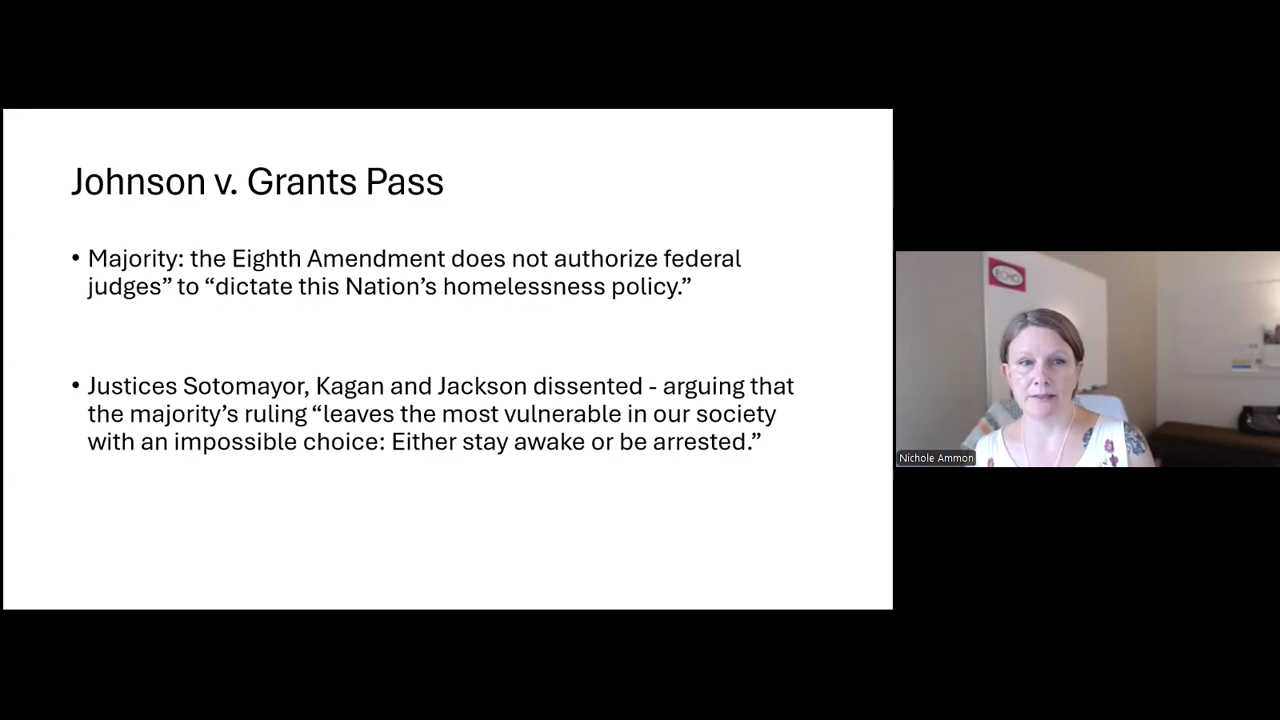 Johnson v. Grants Pass
• Majority: the Eighth Amendment does not authorize federal
judges” to “dictate this Nation’s homelessness policy.”
• Justices Sotomayor, Kagan and Jackson dissented - arguing that
the majority’s ruling “leaves the most vulnerable in our society
with an impossible choice: Either stay awake or be arrested.”
ECHO
Nichole Ammon